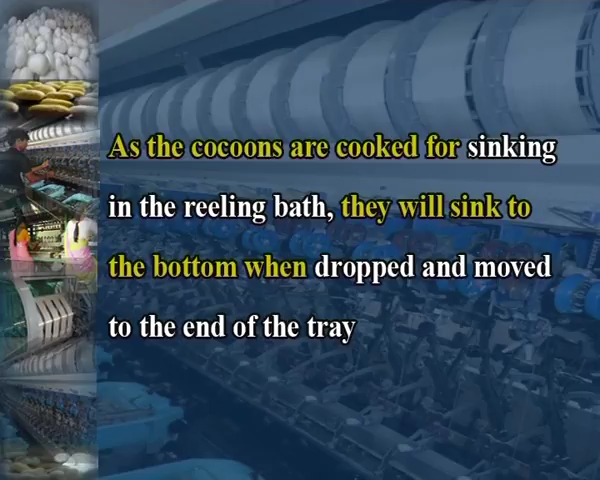 As the cocoons are cooked for sinking
in the reeling bath, they will sink to
the bottom when dropped and moved
to the end of the tray